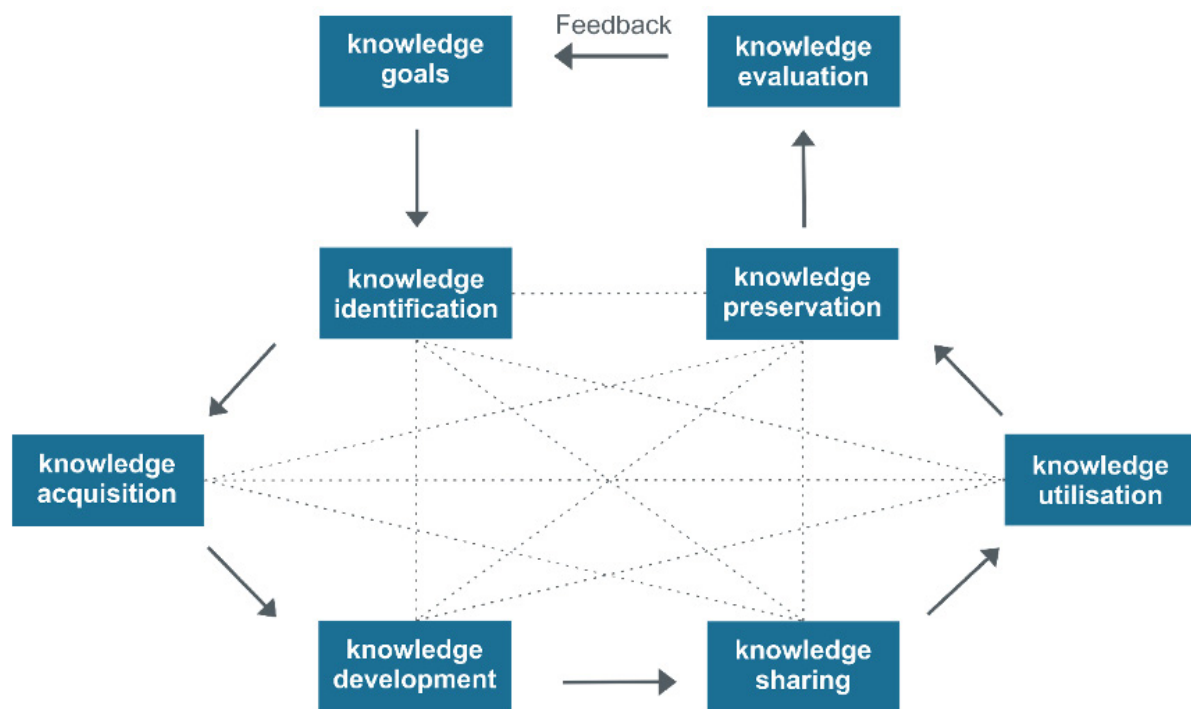 Feedback
knowledge
goals
knowledge
evaluation
knowledge
identification
knowledge
preservation
knowledge
acquisition
knowledge
utilisation
knowledge
development
knowledge
sharing